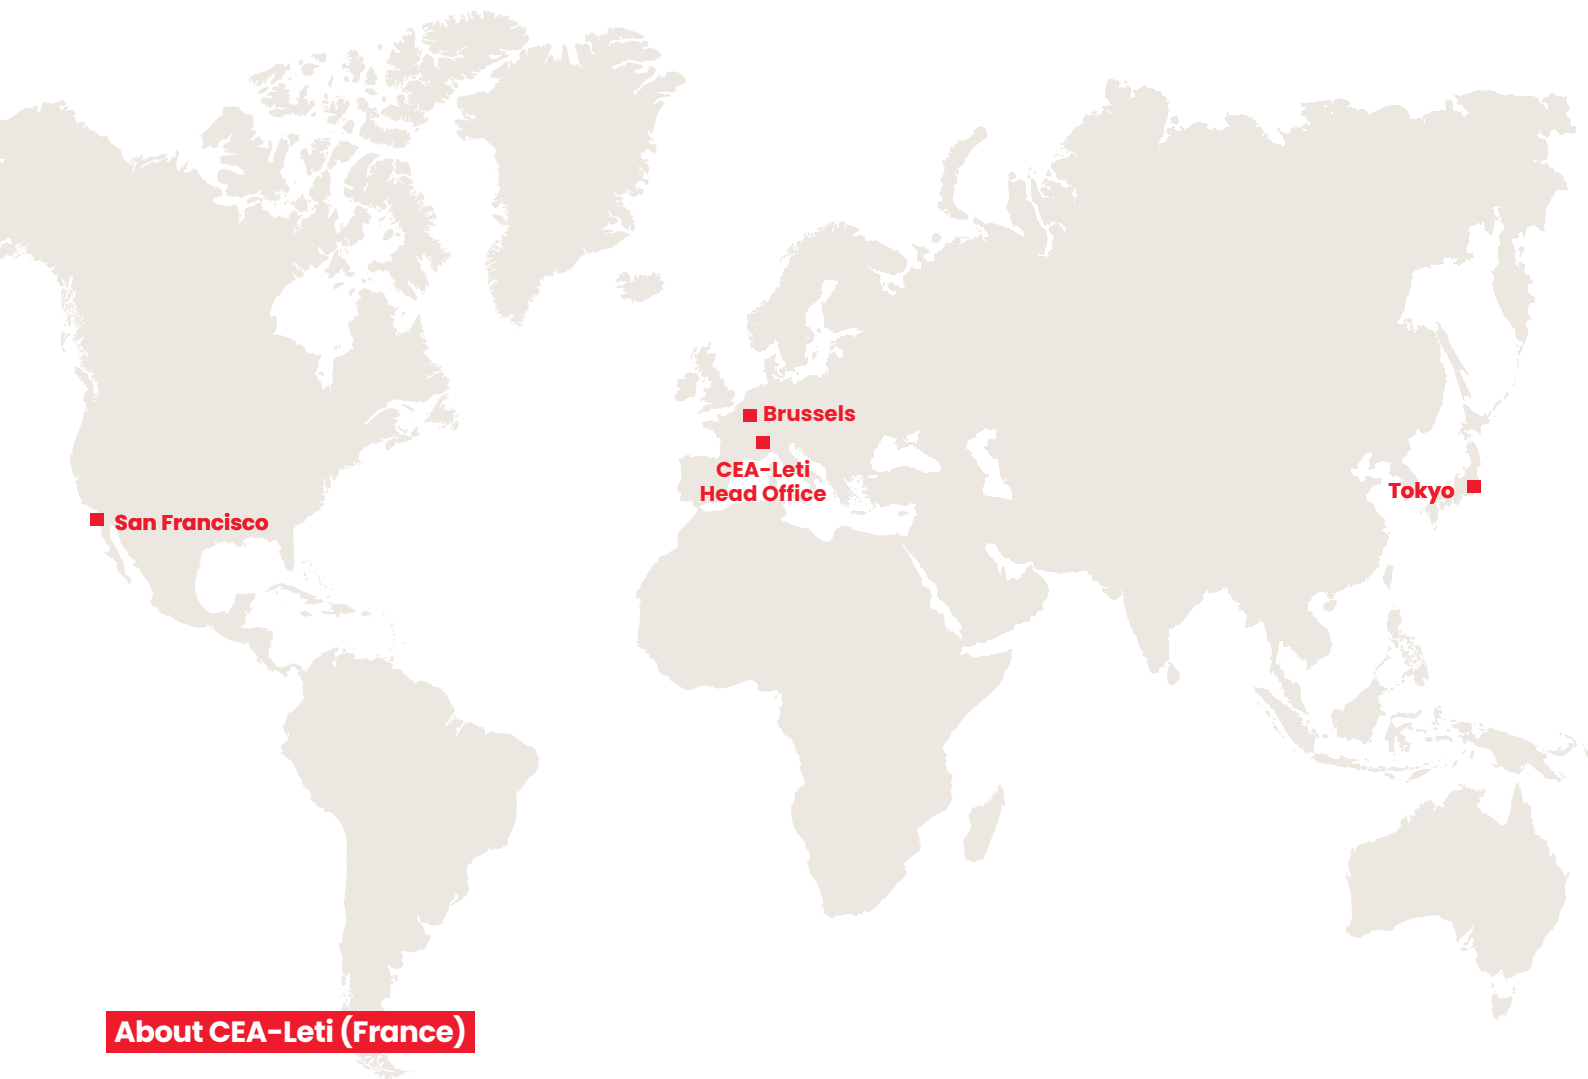 Brussels
CEA-Leti
Head Office
Tokyo
San Francisco
About CEA-Leti (France)